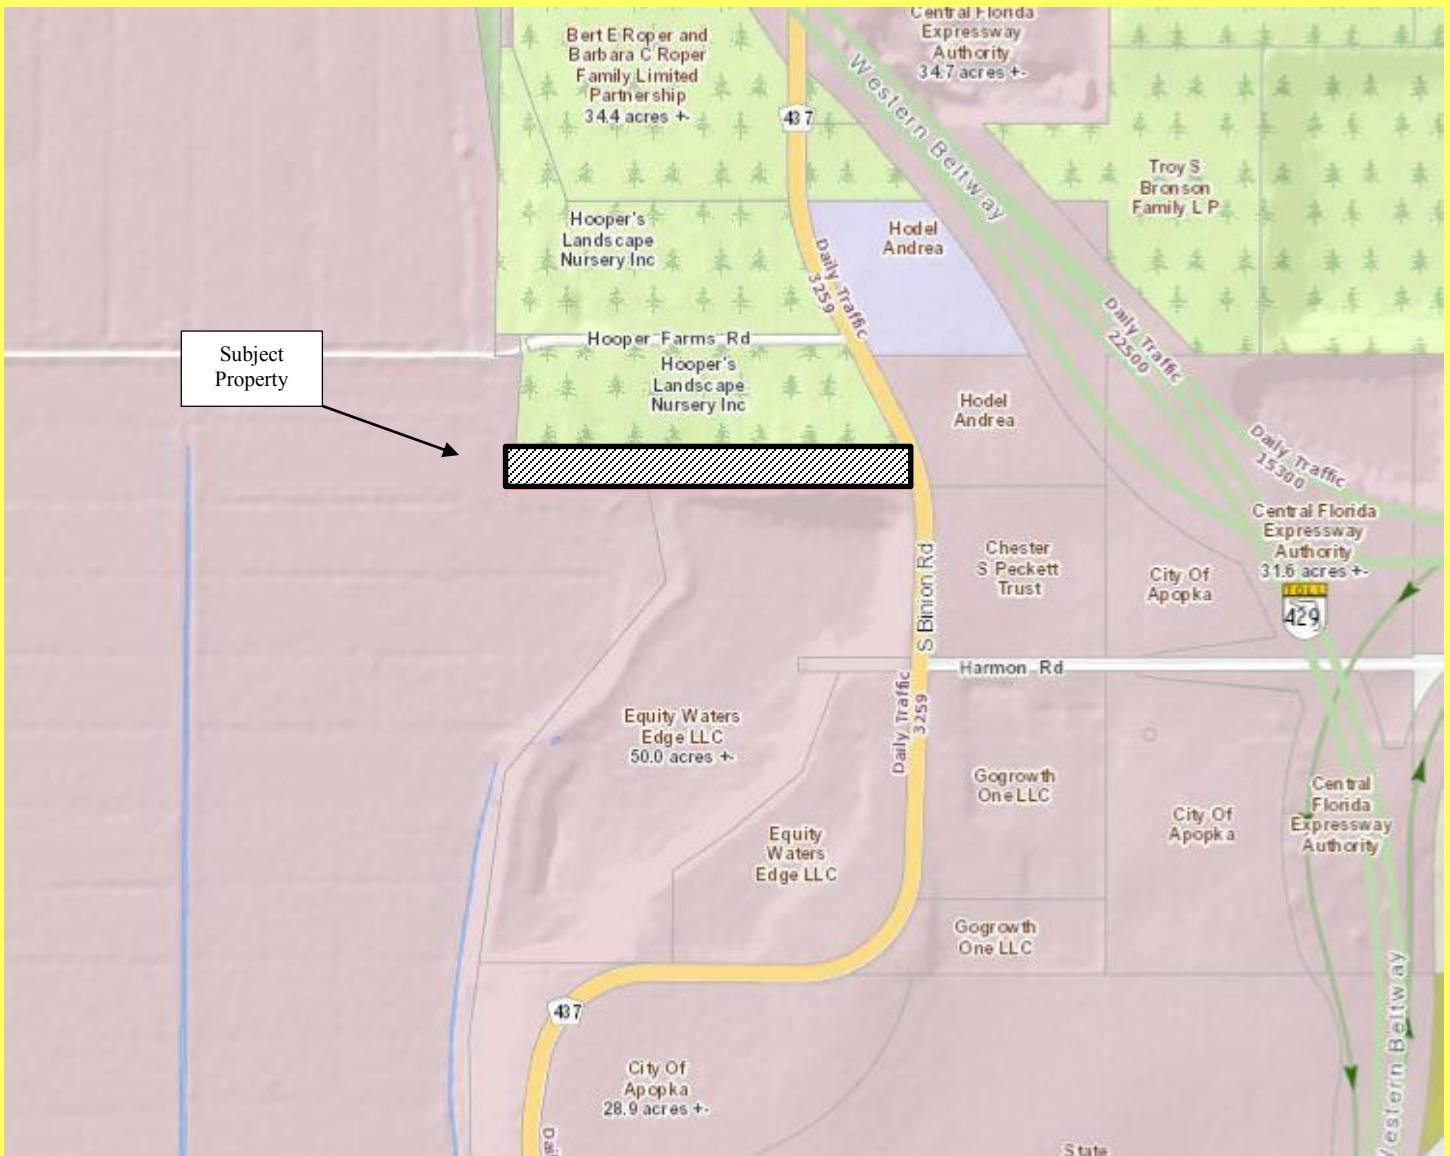 Bert E Roper and
Barbara C Roper
Family Limited
Partnership
34.4 acres +-
Central Florida
Expressway
Authority
34.7 acres +-
437
Western Beltway
Troy S
Bronson
Family L P
Hooper's
Landscape
Nursery Inc
Hodel
Andrea
Daily Traffic
3259
Daily Traffic
22500
Hooper Farms Rd
Subject
Property
Hooper's
Landscape
Nursery Inc
Hodel
Andrea
Daily Traffic
15300
Central Florida
Expressway
Authority
31.6 acres +-
TOLL
429
Chester
S Peckett
Trust
City Of
Apopka
S Binion Rd
Harmon Rd
Daily Traffic
3259
Equity Waters
Edge LLC
50.0 acres +-
Gogrowth
One LLC
Central
Florida
Expressway
Authority
City Of
Apopka
Equity
Waters
Edge LLC
Gogrowth
One LLC
437
Western Beltway
City Of
Apopka
28.9 acres +-
Dai
State